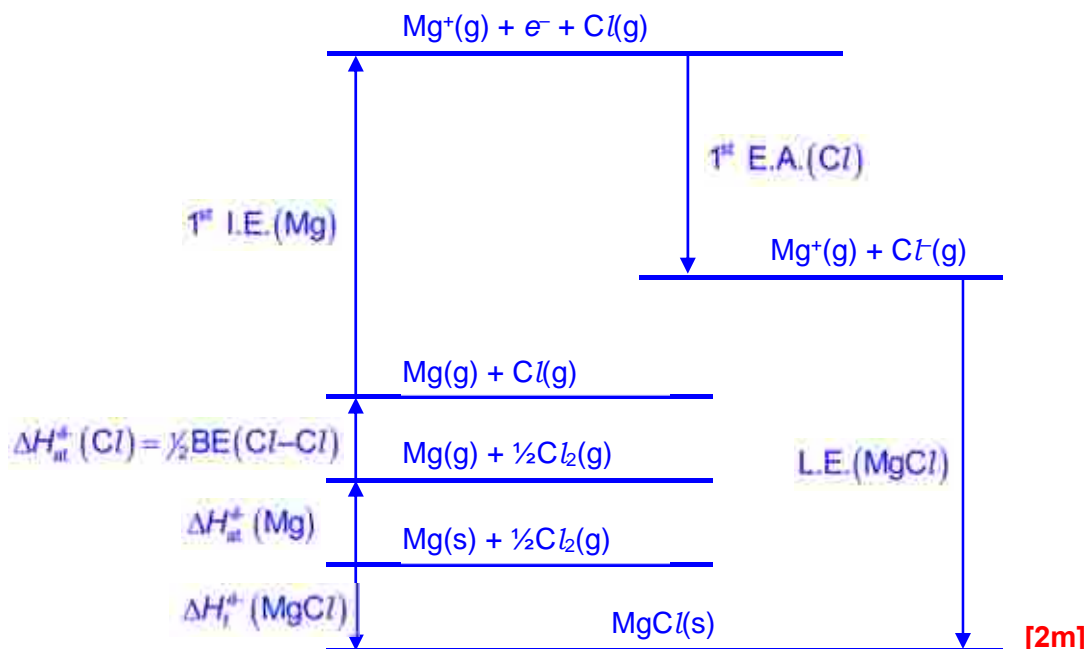 Mg⁺(g) + e⁻ + Cl(g)
1ˢᵗ E.A.(Cl)
1ˢᵗ I.E.(Mg)
Mg⁺(g) + Cl⁻(g)
Mg(g) + Cl(g)
ΔH⦵at (Cl) = ½BE(Cl–Cl)
Mg(g) + ½Cl₂(g)
L.E.(MgCl)
ΔH⦵at (Mg)
Mg(s) + ½Cl₂(g)
ΔH⦵f (MgCl)
MgCl(s)
[2m]